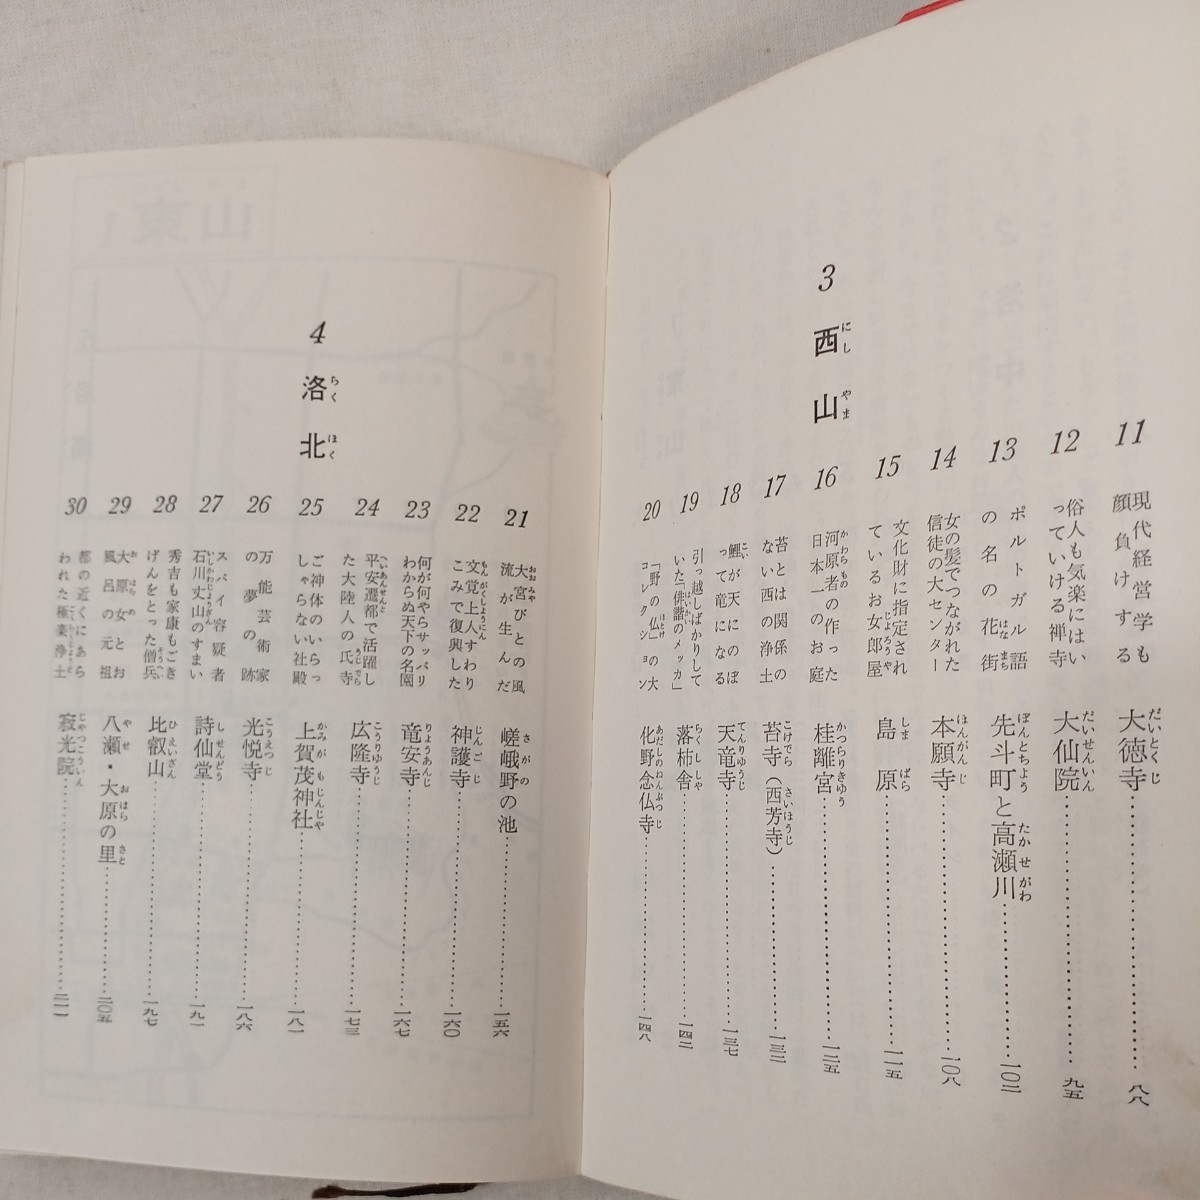 11 現代経営学も顔負けする 大徳寺 八八
12 俗人も気楽にはいっていける禅寺 大仙院 九五
13 ポルトガル語の名の花街 先斗町と高瀬川 一〇二
14 女の髪でつながれた信徒の大センター 本願寺 一〇八
15 文化財に指定されているお女郎屋 島原 一一五
3 西山
16 河原者の作った日本一のお庭 桂離宮 一二五
17 苔とは関係のない西の浄土 苔寺(西芳寺) 一三二
18 鯉が天にのぼって竜になる 天竜寺 一三七
19 引っ越しばかりしていた「俳諧のメッカ」 落柿舎 一四二
20 「野の仏」の大コレクション 化野念仏寺 一四八
21 大宮びとの風流が生んだ 嵯峨野の池 一五六
22 文覚上人すわりこみで復興した 神護寺 一六〇
23 何が何やらサッパリわからぬ天下の名園 竜安寺 一六七
24 平安遷都で活躍した大陸人の氏寺 広隆寺 一七三
4 洛北
25 ご神体のいらっしゃらない社殿 上賀茂神社 一八一
26 万能芸術家の夢の跡 光悦寺 一八六
27 スパイ容疑者石川丈山のすまい 詩仙堂 一九一
28 秀吉も家康もごきげんをとった僧兵 比叡山 一九七
29 大原女とお風呂の元祖 八瀬・大原の里 二〇五
30 都の近くにあらわれた極楽浄土 寂光院 二一一